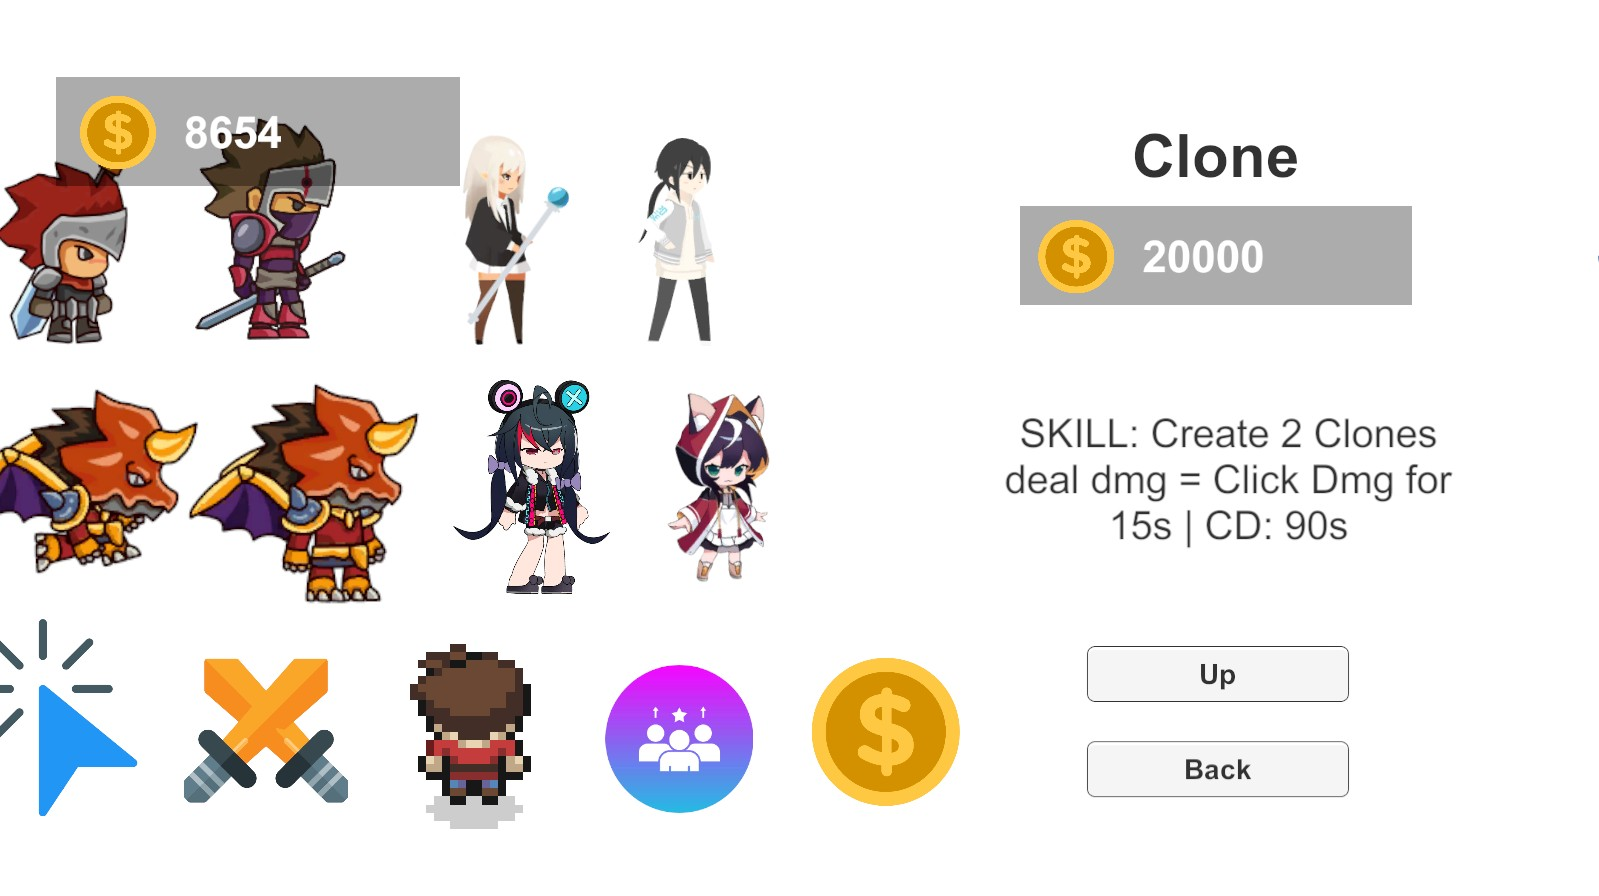 8654
Clone
20000
SKILL: Create 2 Clones
deal dmg = Click Dmg for
15s | CD: 90s
Up
Back